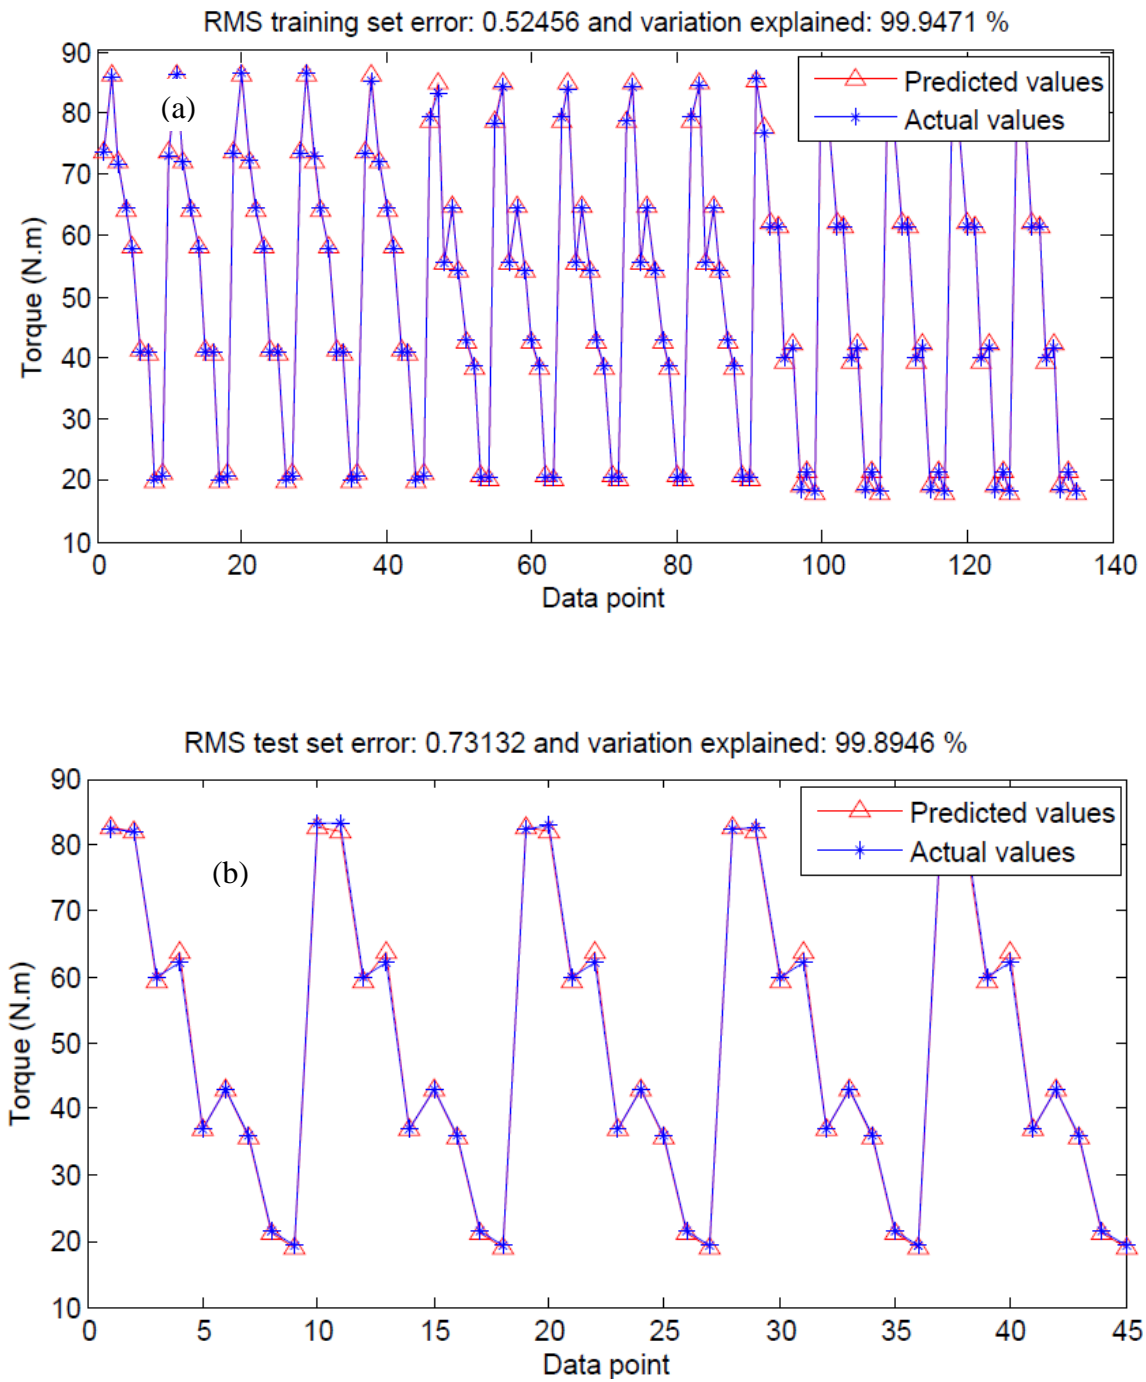 RMS training set error: 0.52456 and variation explained: 99.9471 %
90
80
70
60
50
40
30
20
10
Torque (N.m)
(a)
Predicted values
Actual values
0 20 40 60 80 100 120 140
Data point
RMS test set error: 0.73132 and variation explained: 99.8946 %
90
80
70
60
50
40
30
20
10
Torque (N.m)
(b)
Predicted values
Actual values
0 5 10 15 20 25 30 35 40 45
Data point